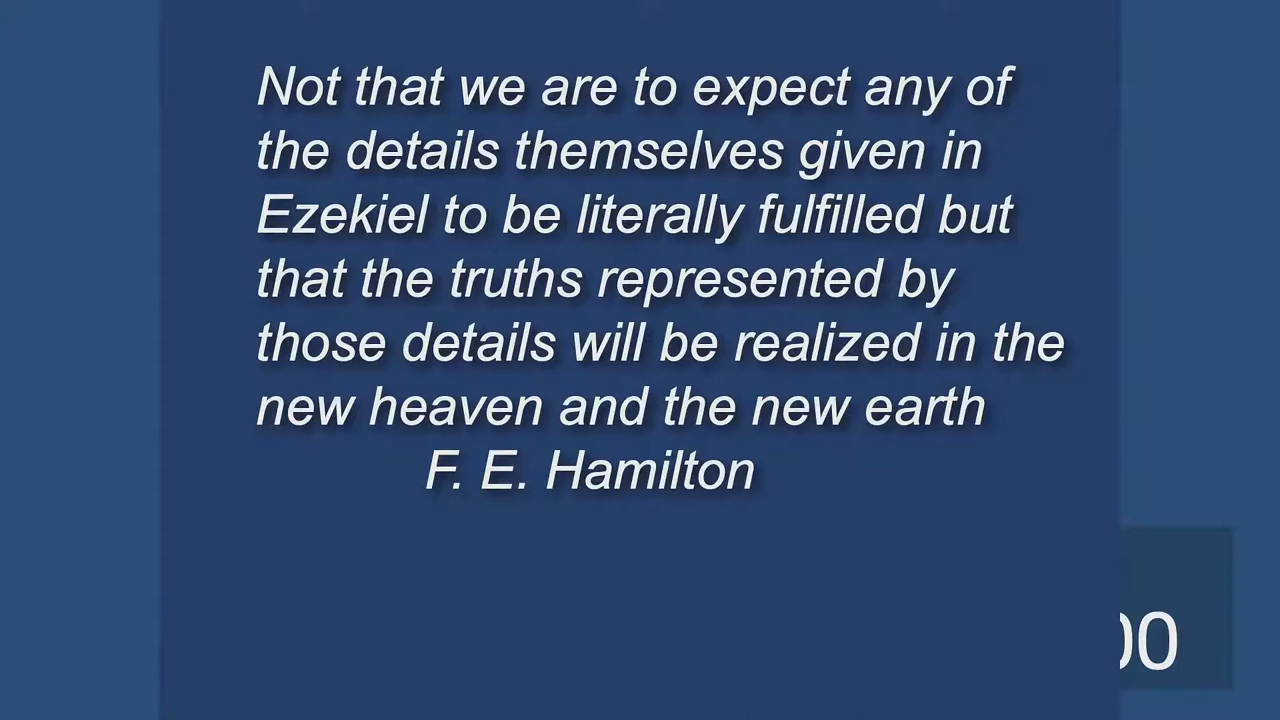 Not that we are to expect any of
the details themselves given in
Ezekiel to be literally fulfilled but
that the truths represented by
those details will be realized in the
new heaven and the new earth
F. E. Hamilton
00